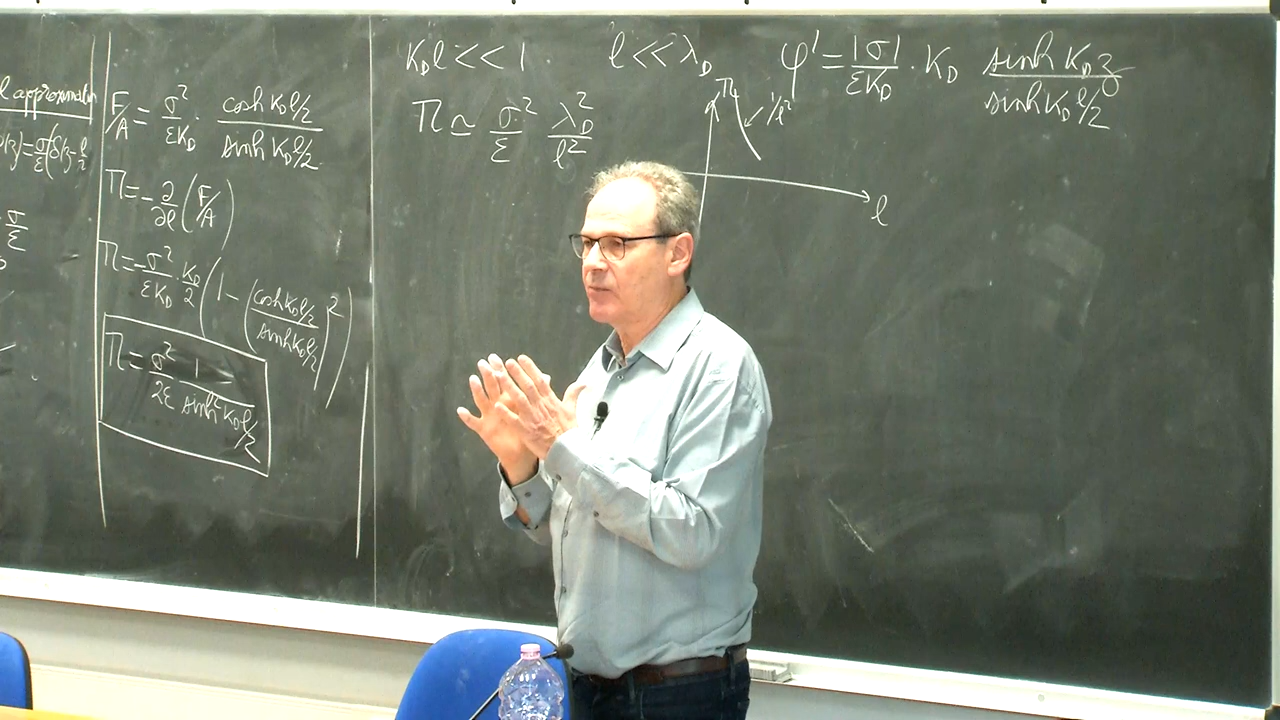 l approximation
F/A = σ²/εK_D · cosh K_D l/2 / sinh K_D l/2
Π = -∂/∂l (F/A)
Π = -σ²/εK_D · K_D/2 (1 - (cosh K_D l/2 / sinh K_D l/2)²)
Π = σ²/2ε 1/sinh² K_D l/2
σ/ε
K_D l << 1
l << λ_D
Π ≃ σ²/ε λ_D²/l²
Π
1/l²
l
φ' = |σ|/εK_D · K_D sinh K_D z / sinh K_D l/2
0